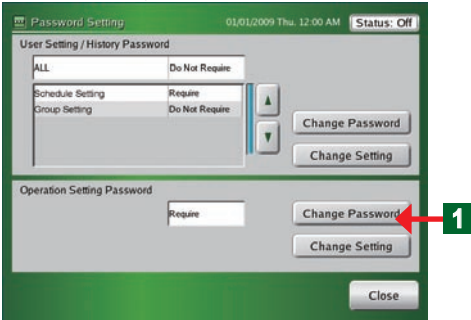 Password Setting 01/01/2009 Thu. 12:00 AM Status: Off
User Setting / History Password
ALL Do Not Require
Schedule Setting Require
Group Setting Do Not Require
Change Password
Change Setting
Operation Setting Password
Require Change Password 1
Change Setting
Close